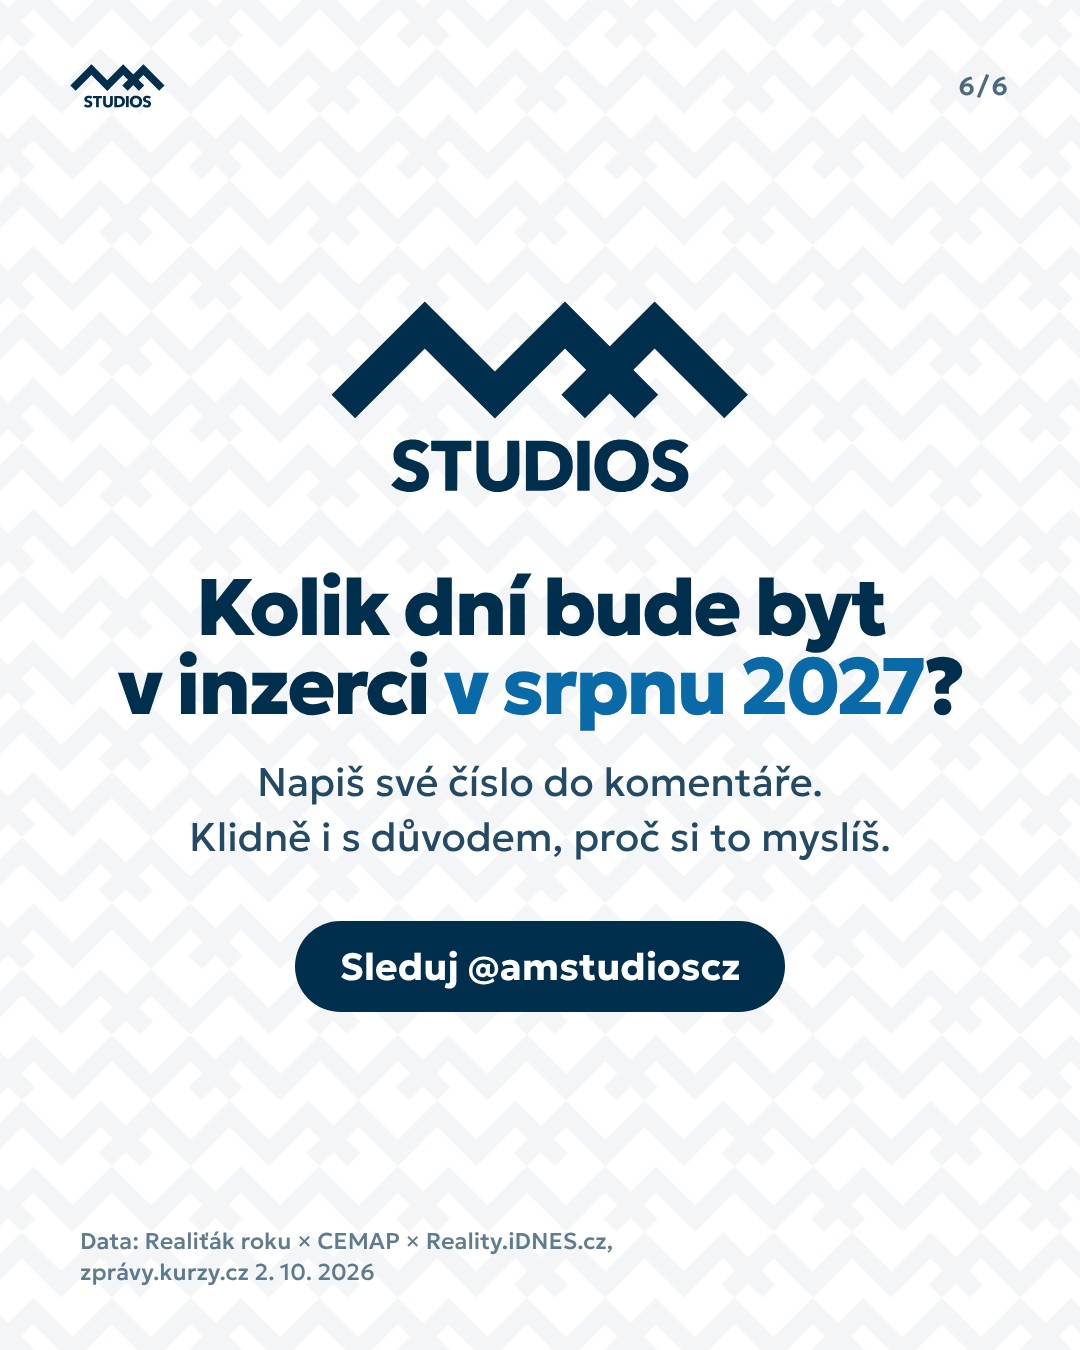 STUDIOS
6/6
STUDIOS
Kolik dní bude byt
v inzerci v srpnu 2027?
Napiš své číslo do komentáře.
Klidně i s důvodem, proč si to myslíš.
Sleduj @amstudioscz
Data: Realiťák roku × CEMAP × Reality.iDNES.cz,
zprávy.kurzy.cz 2. 10. 2026